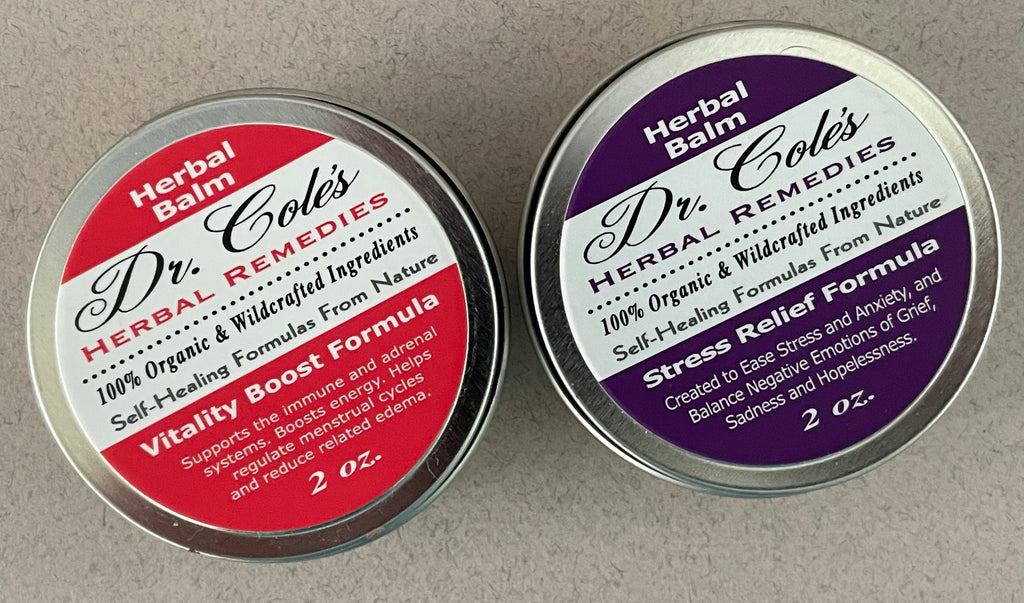 Herbal
Balm
Dr. Cole's
HERBAL REMEDIES
100% Organic & Wildcrafted Ingredients
Self-Healing Formulas From Nature
Vitality Boost Formula
Supports the immune and adrenal
systems. Boosts energy. Helps
regulate menstrual cycles
and reduce related edema.
2 oz.
Herbal
Balm
Dr. Cole's
HERBAL REMEDIES
100% Organic & Wildcrafted Ingredients
Self-Healing Formulas From Nature
Stress Relief Formula
Created to Ease Stress and Anxiety, and
Balance Negative Emotions of Grief,
Sadness and Hopelessness.
2 oz.